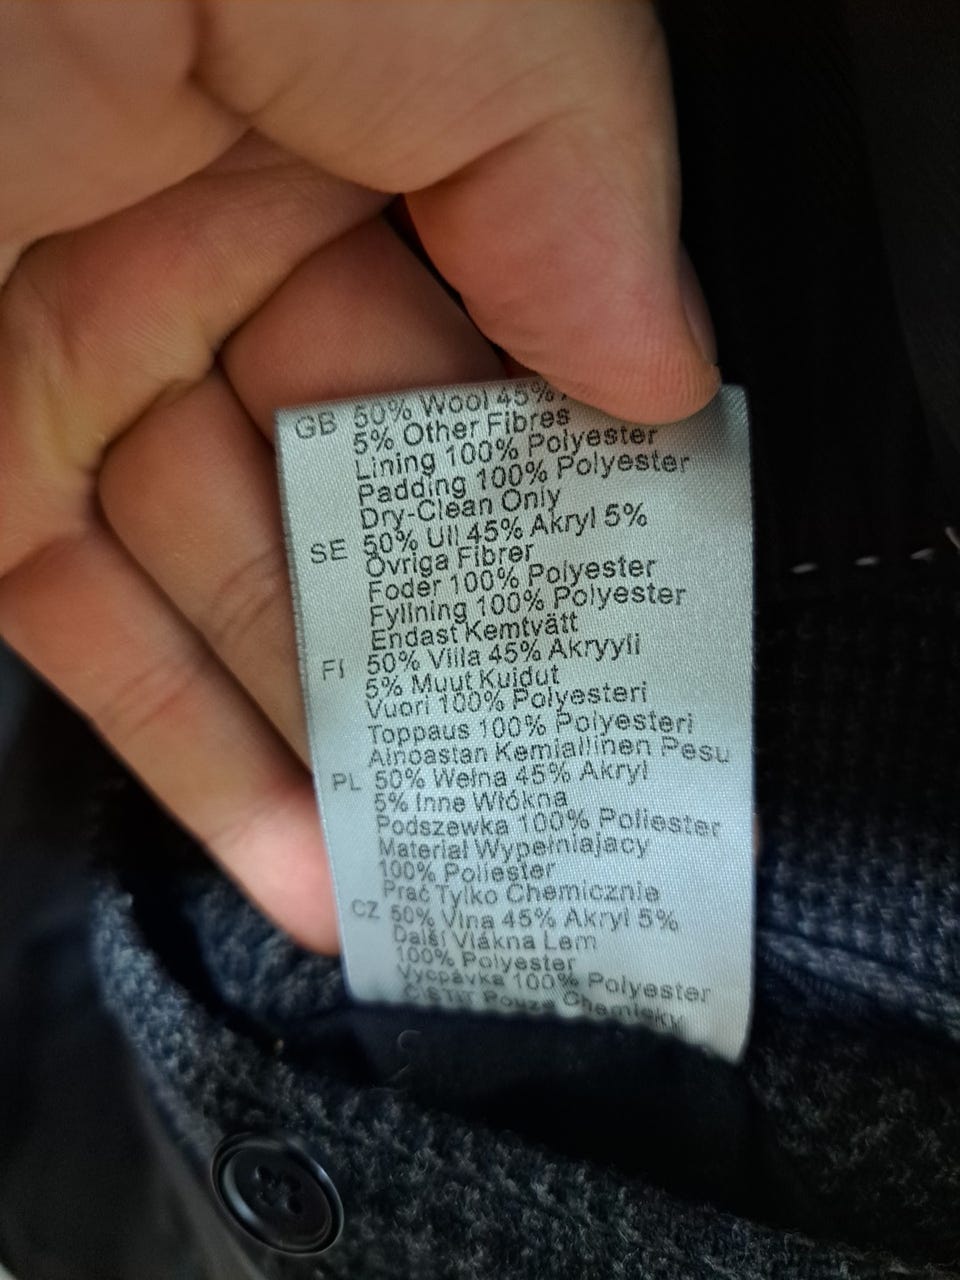 GB 50% Wool 45%
5% Other Fibres
Lining 100% Polyester
Padding 100% Polyester
Dry-Clean Only
SE 50% Ull 45% Akryl 5%
Övriga Fibrer
Foder 100% Polyester
Fyllning 100% Polyester
Endast Kemtvätt
FI 50% Villa 45% Akryyli
5% Muut Kuidut
Vuori 100% Polyesteri
Toppaus 100% Polyesteri
Ainoastan Kemiallinen Pesu
PL 50% Wełna 45% Akryl
5% Inne Włókna
Podszewka 100% Poliester
Material Wypełniajacy
100% Poliester
Prać Tylko Chemicznie
CZ 50% Vlna 45% Akryl 5%
Další Vlákna Lem
100% Polyester
Vycpávka 100% Polyester
Pouze Chemicky